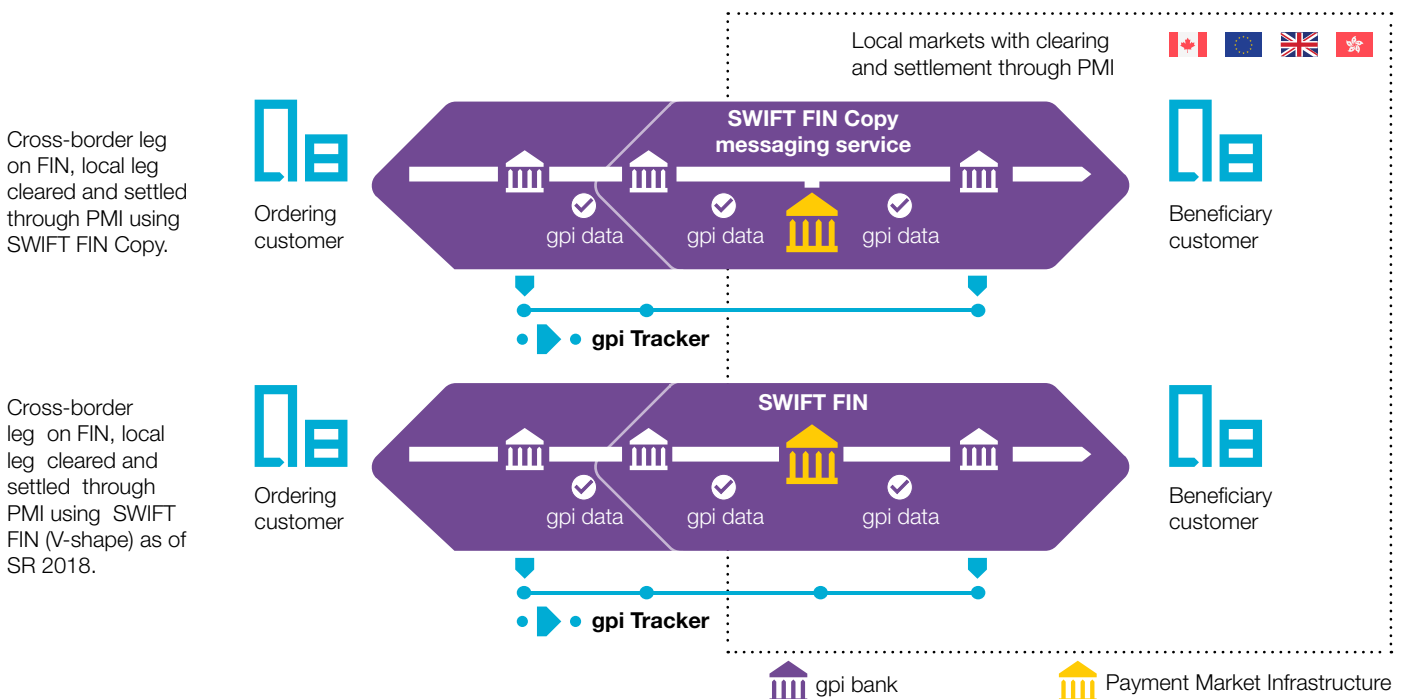 Local markets with clearing
and settlement through PMI
Cross-border leg
on FIN, local leg
cleared and settled
through PMI using
SWIFT FIN Copy.
Ordering
customer
SWIFT FIN Copy
messaging service
gpi data
gpi data
gpi data
Beneficiary
customer
gpi Tracker
Cross-border
leg on FIN, local
leg cleared and
settled through
PMI using SWIFT
FIN (V-shape) as of
SR 2018.
Ordering
customer
SWIFT FIN
gpi data
gpi data
gpi data
Beneficiary
customer
gpi Tracker
gpi bank
Payment Market Infrastructure